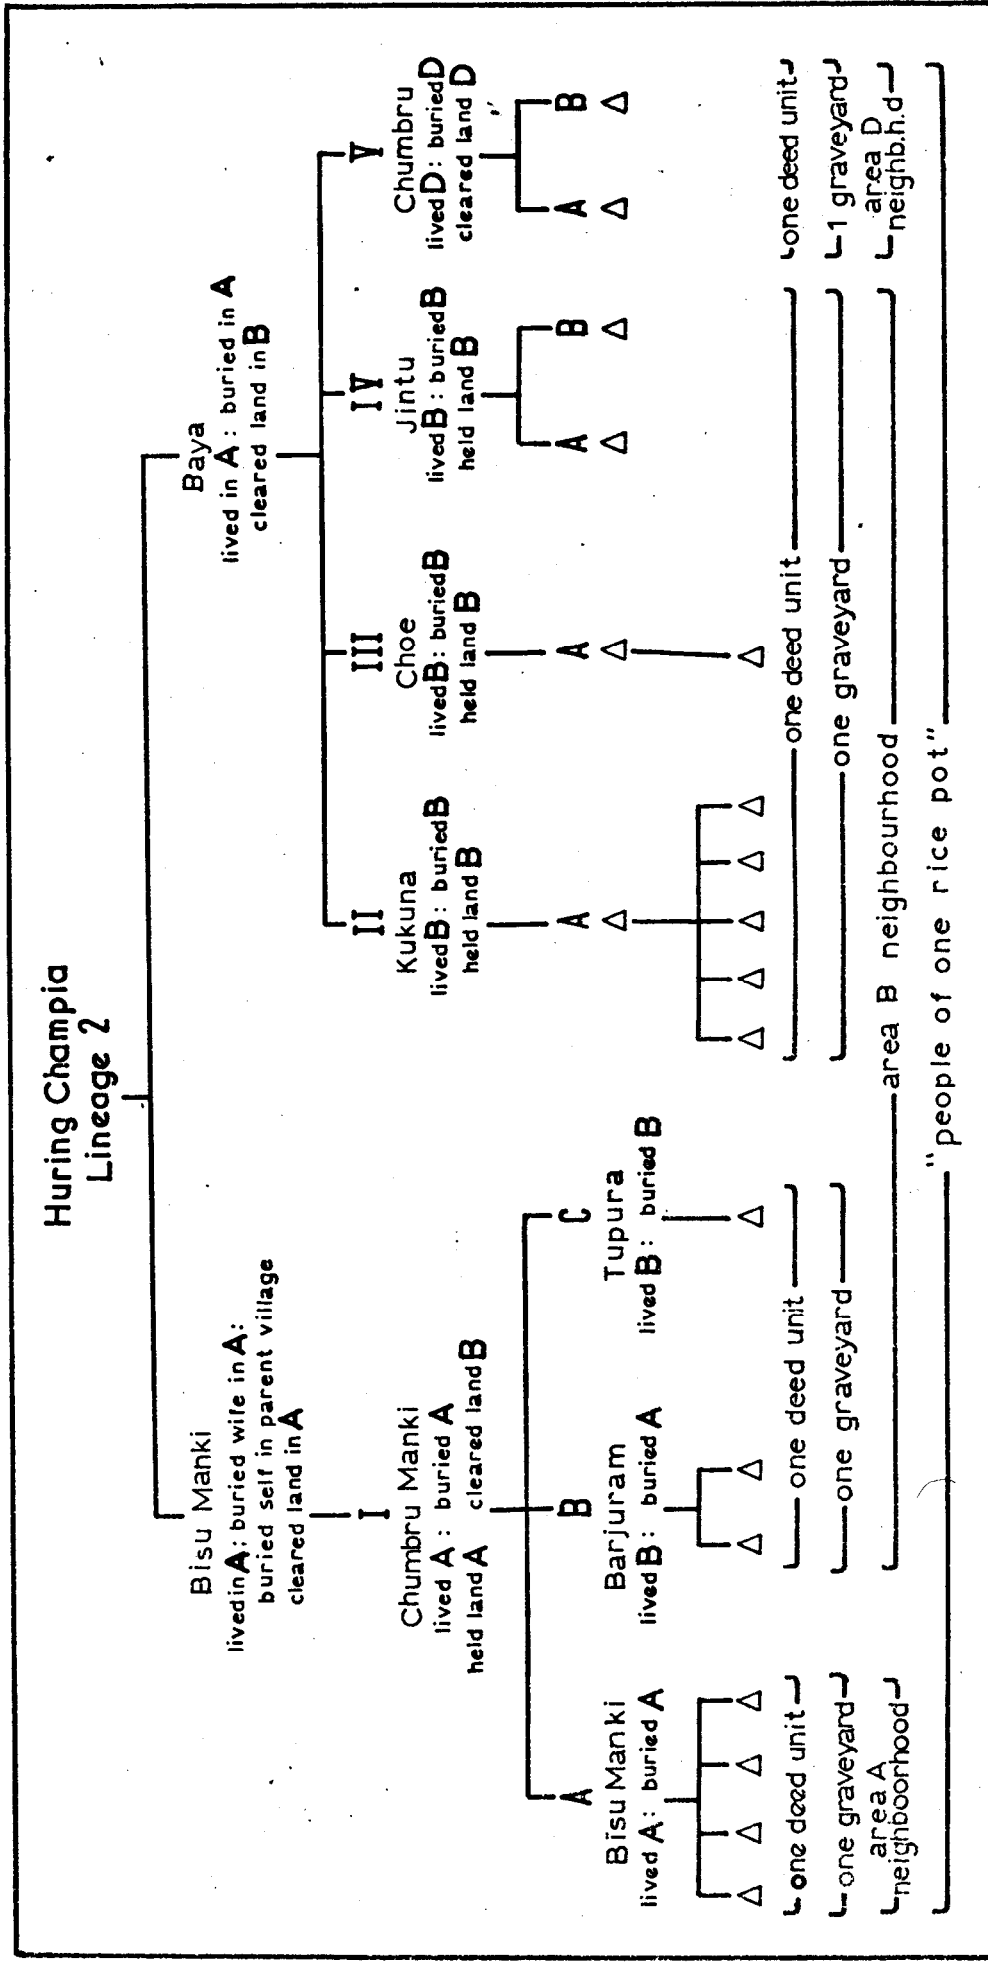 Huring Champia
Lineage 2
Bisu Manki
lived in A: buried wife in A:
buried self in parent village
cleared land in A
Baya
lived in A: buried in A
cleared land in B
I
Chumbru Manki
lived A: buried A
held land A cleared land B
II
Kukuna
lived B: buried B
held land B
III
Choe
lived B: buried B
held land B
IV
Jintu
lived B: buried B
held land B
V
Chumbru
lived D: buried D
cleared land D
A
Bisu Manki
lived A: buried A
B
Barjuram
lived B: buried A
C
Tupura
lived B: buried B
A
A
A
B
A
B
one deed unit
one deed unit
one deed unit
one deed unit
one graveyard
one graveyard
one graveyard
1 graveyard
area A
neighboorhood
area B neighbourhood
area D
neighb.h.d
"people of one rice pot"